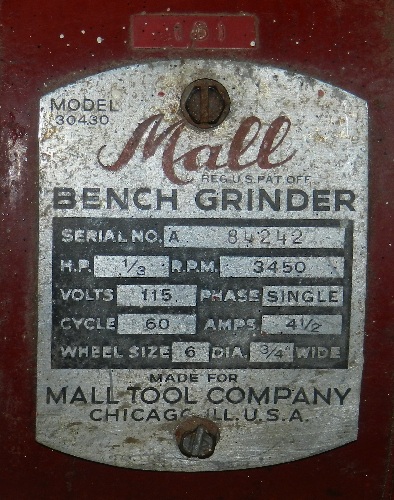 161
MODEL
30430
Mall
REG.U.S.PAT.OFF.
BENCH GRINDER
SERIAL NO. A 84242
H.P. 1/3 R.P.M. 3450
VOLTS 115 PHASE SINGLE
CYCLE 60 AMPS 4 1/2
WHEEL SIZE 6 DIA. 3/4 WIDE
MADE FOR
MALL TOOL COMPANY
CHICAGO ILL. U.S.A.